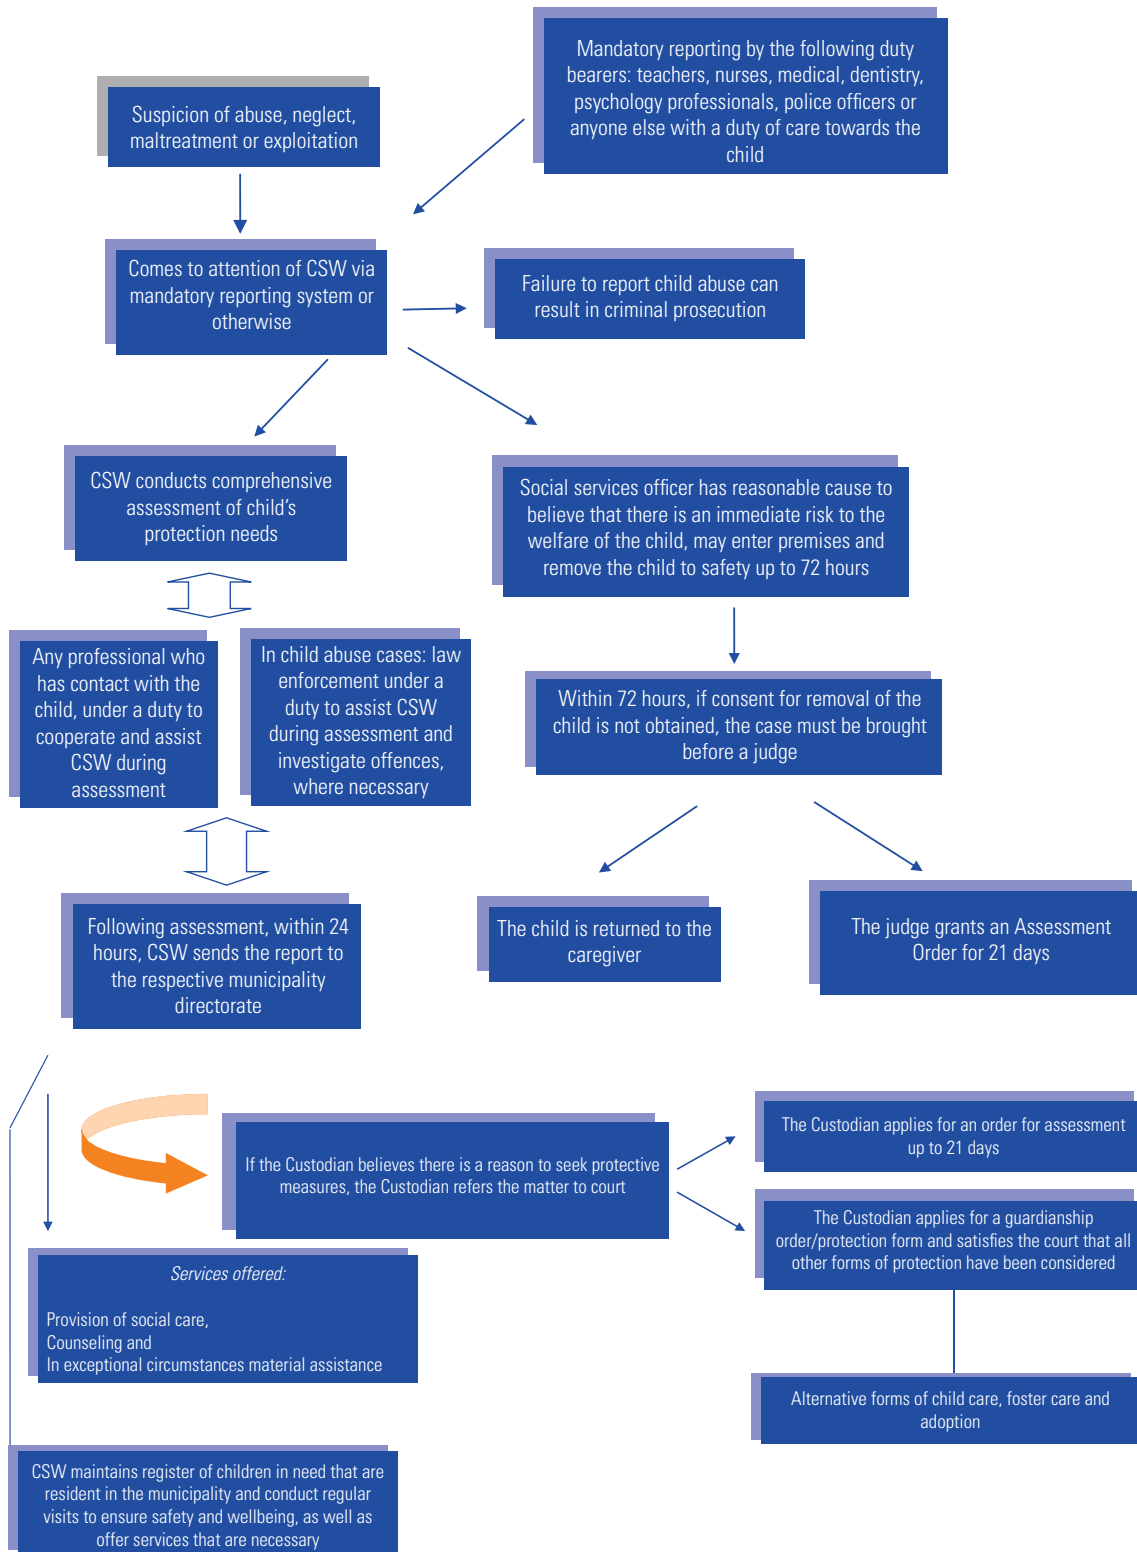 Mandatory reporting by the following duty
bearers: teachers, nurses, medical, dentistry,
psychology professionals, police officers or
anyone else with a duty of care towards the
child
Suspicion of abuse, neglect,
maltreatment or exploitation
Comes to attention of CSW via
mandatory reporting system or
otherwise
Failure to report child abuse can
result in criminal prosecution
CSW conducts comprehensive
assessment of child's
protection needs
Social services officer has reasonable cause to
believe that there is an immediate risk to the
welfare of the child, may enter premises and
remove the child to safety up to 72 hours
Any professional who
has contact with the
child, under a duty to
cooperate and assist
CSW during
assessment
In child abuse cases: law
enforcement under a
duty to assist CSW
during assessment and
investigate offences,
where necessary
Within 72 hours, if consent for removal of the
child is not obtained, the case must be brought
before a judge
Following assessment, within 24
hours, CSW sends the report to
the respective municipality
directorate
The child is returned to the
caregiver
The judge grants an Assessment
Order for 21 days
If the Custodian believes there is a reason to seek protective
measures, the Custodian refers the matter to court
The Custodian applies for an order for assessment
up to 21 days
The Custodian applies for a guardianship
order/protection form and satisfies the court that all
other forms of protection have been considered
Services offered:
Provision of social care,
Counseling and
In exceptional circumstances material assistance
Alternative forms of child care, foster care and
adoption
CSW maintains register of children in need that are
resident in the municipality and conduct regular
visits to ensure safety and wellbeing, as well as
offer services that are necessary